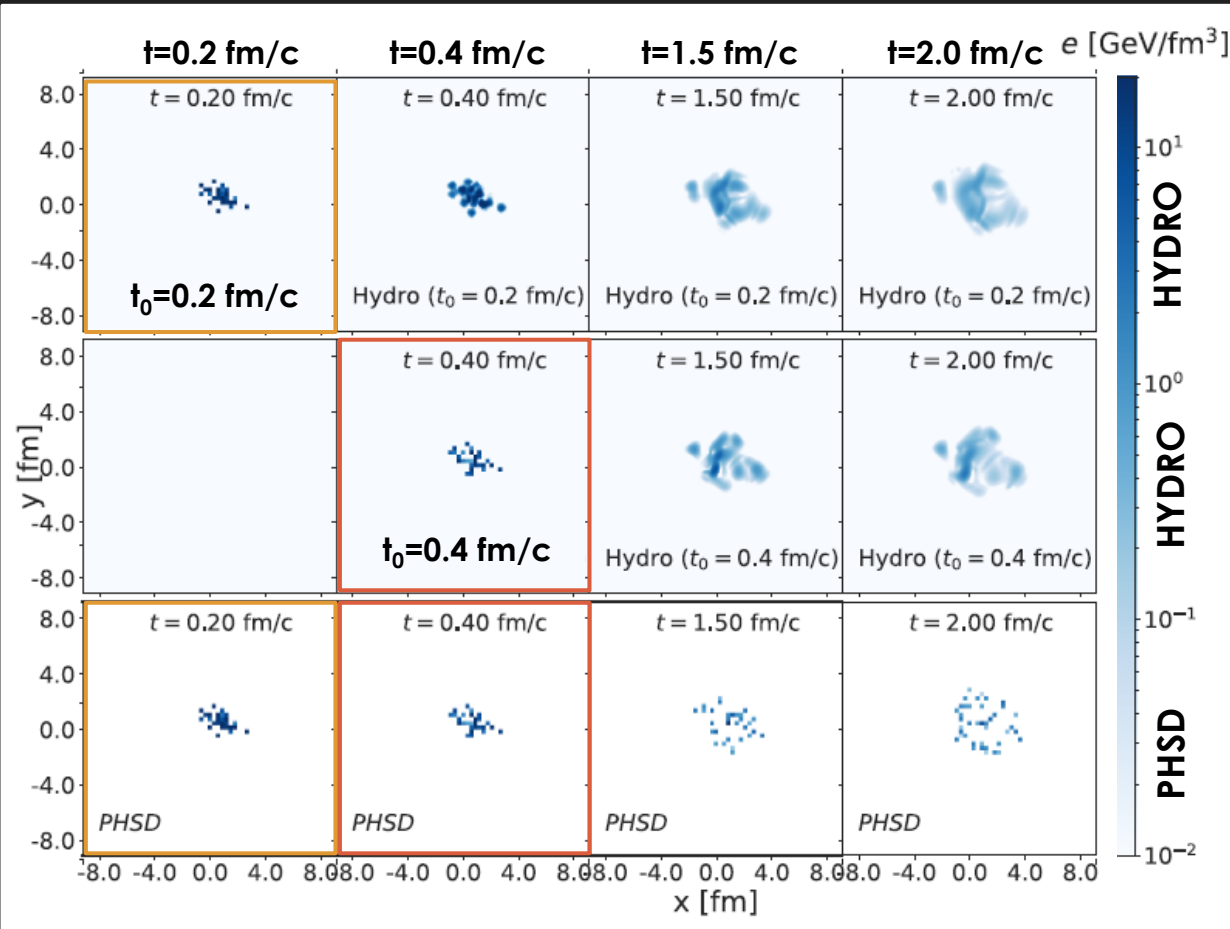 t=0.2 fm/c t=0.4 fm/c t=1.5 fm/c t=2.0 fm/c e [GeV/fm³]
t = 0.20 fm/c t = 0.40 fm/c t = 1.50 fm/c t = 2.00 fm/c
8.0
4.0
0.0
-4.0
-8.0
t₀=0.2 fm/c Hydro (t₀ = 0.2 fm/c) Hydro (t₀ = 0.2 fm/c) Hydro (t₀ = 0.2 fm/c)
HYDRO
t = 0.40 fm/c t = 1.50 fm/c t = 2.00 fm/c
8.0
4.0
0.0
-4.0
-8.0
y [fm]
t₀=0.4 fm/c Hydro (t₀ = 0.4 fm/c) Hydro (t₀ = 0.4 fm/c)
HYDRO
t = 0.20 fm/c t = 0.40 fm/c t = 1.50 fm/c t = 2.00 fm/c
8.0
4.0
0.0
-4.0
-8.0
PHSD PHSD PHSD PHSD
PHSD
10¹
10⁰
10⁻¹
10⁻²
-8.0 -4.0 0.0 4.0 8.0 -8.0 -4.0 0.0 4.0 8.0 -8.0 -4.0 0.0 4.0 8.0 -8.0 -4.0 0.0 4.0 8.0
x [fm]